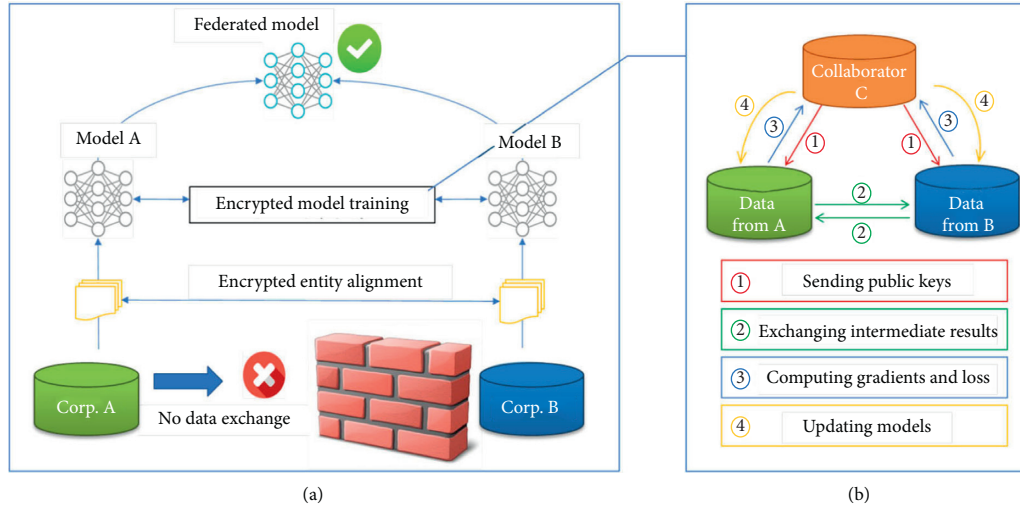 Federated model
Model A
Model B
Encrypted model training
Encrypted entity alignment
Corp. A
No data exchange
Corp. B
(a)
Collaborator
C
4
3
1
1
3
4
Data
from A
2
2
Data
from B
1 Sending public keys
2 Exchanging intermediate results
3 Computing gradients and loss
4 Updating models
(b)